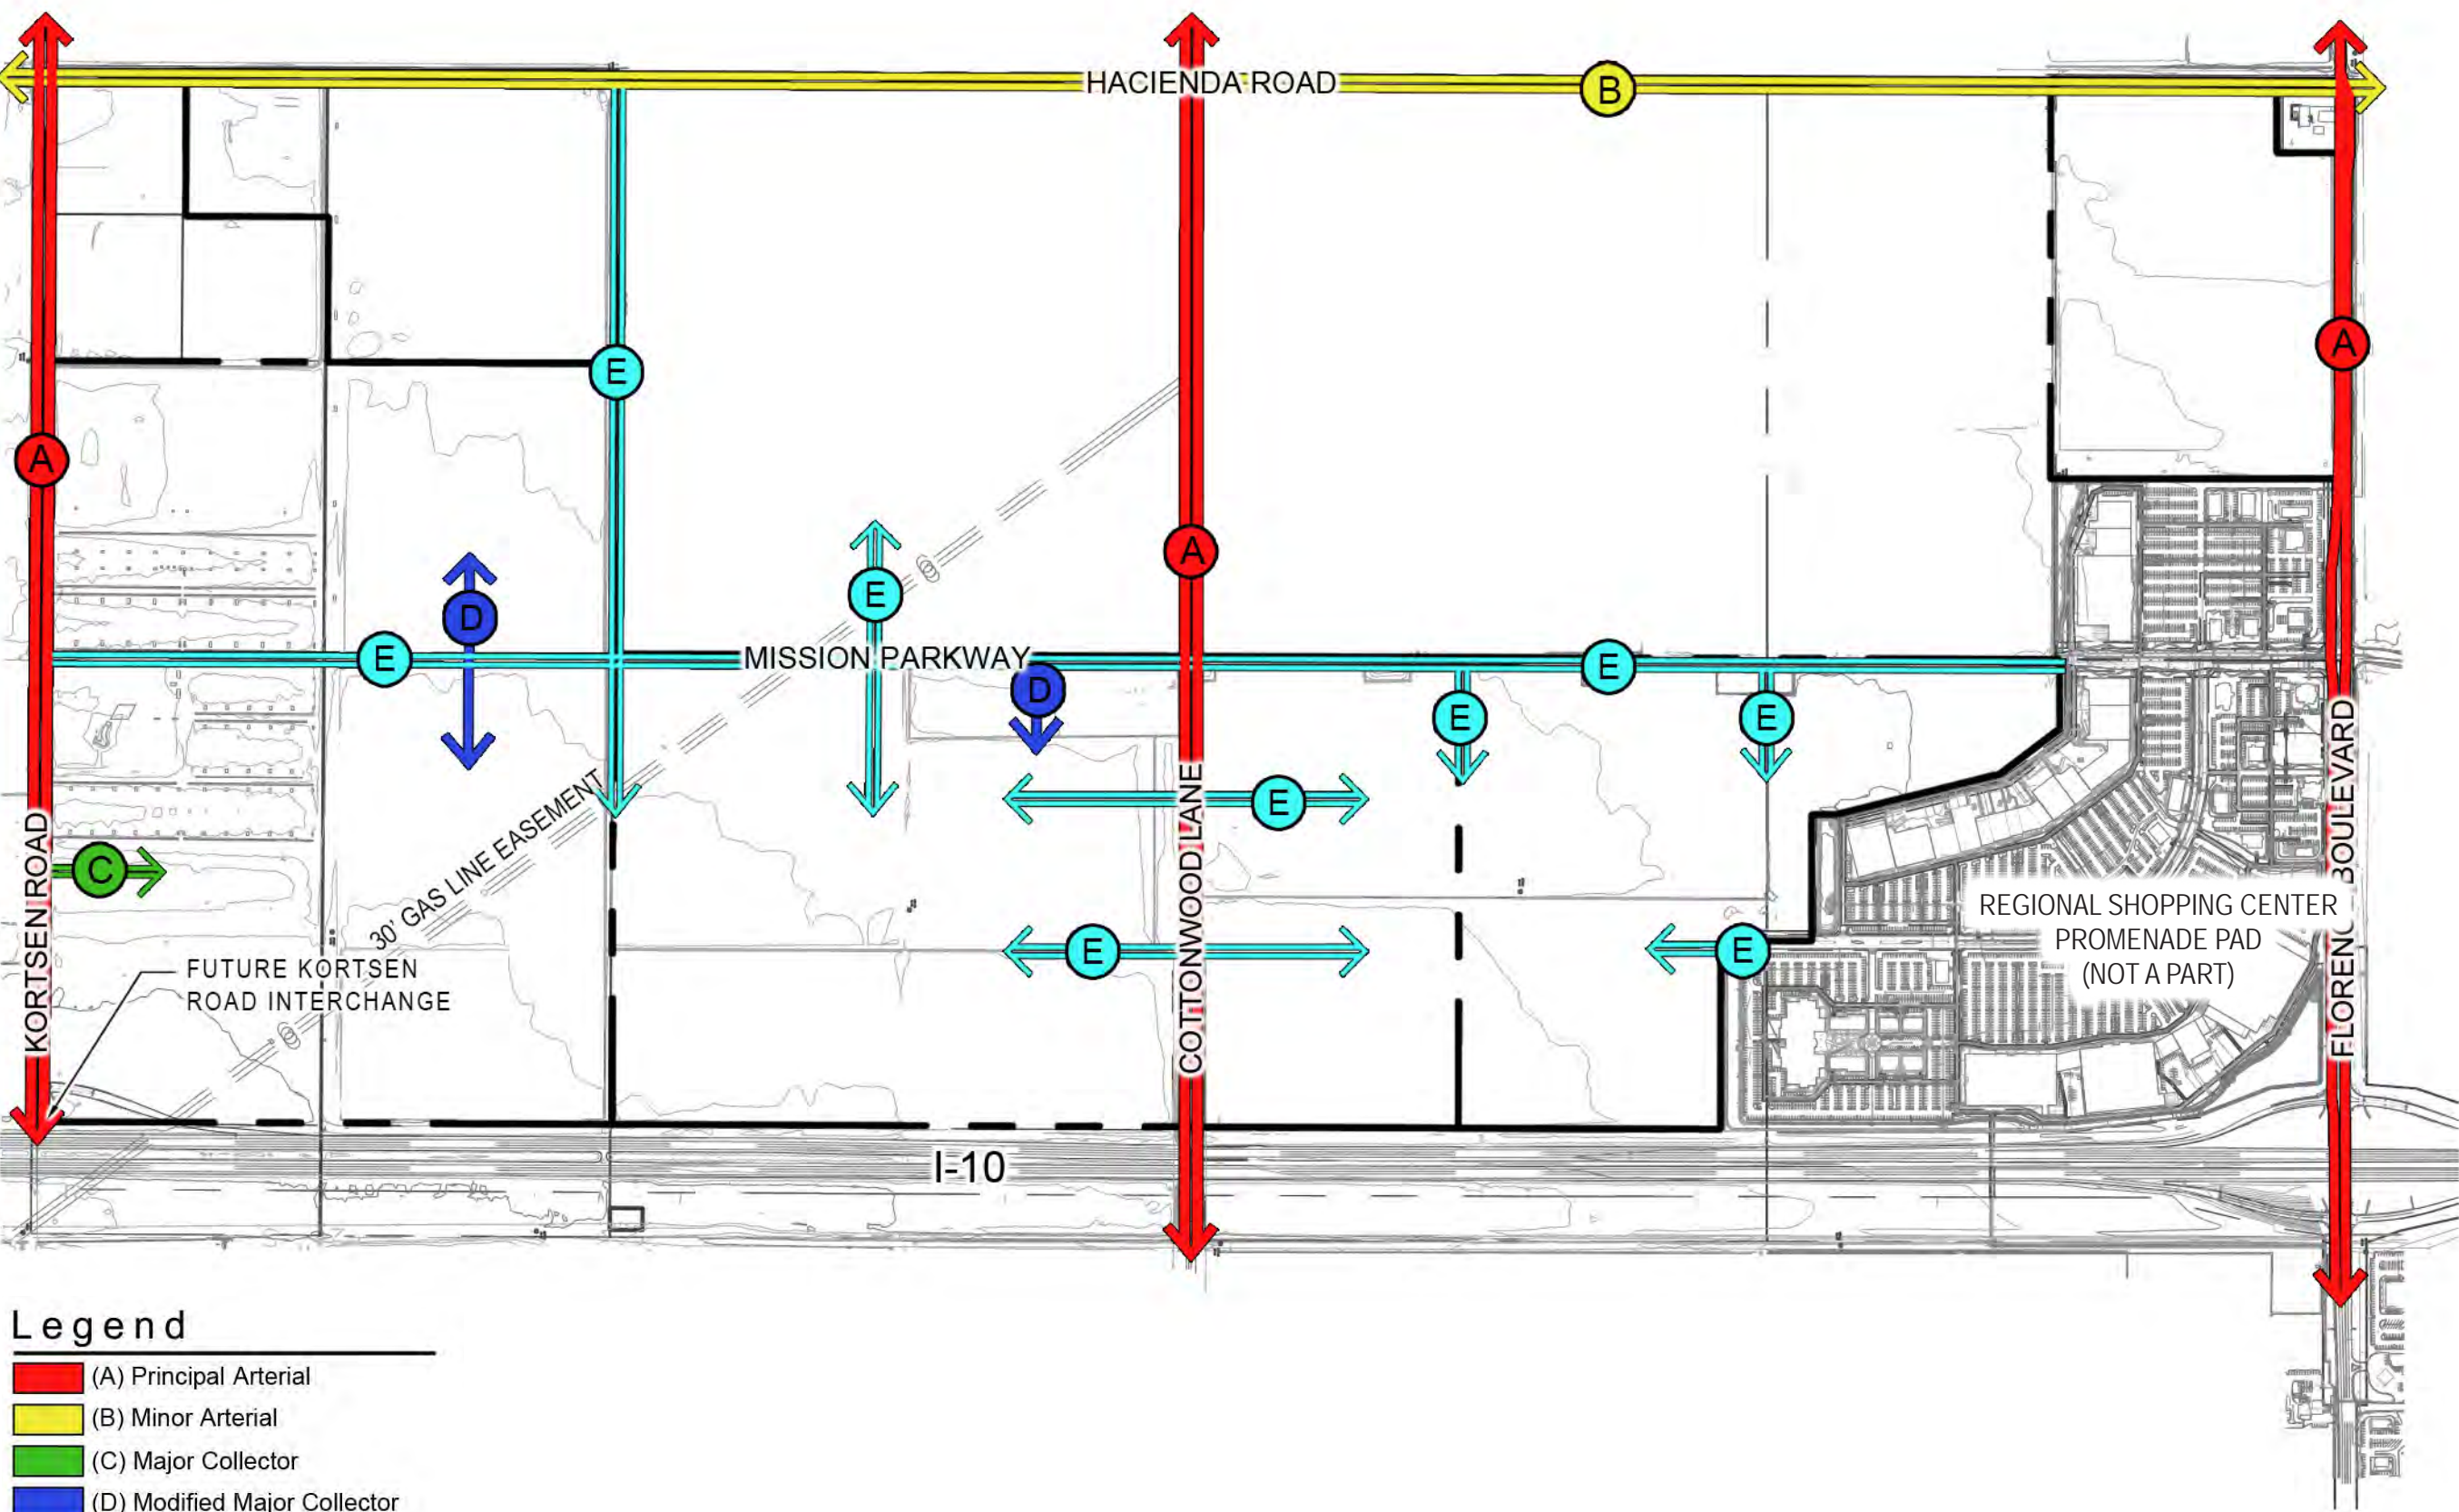 HACIENDA ROAD
B
A
E
A
A
E
D
E
MISSION PARKWAY
E
D
E
E
E
C
30' GAS LINE EASEMENT
E
E
KORTSEN ROAD
COTTONWOOD LANE
FLORENC BOULEVARD
REGIONAL SHOPPING CENTER
PROMENADE PAD
(NOT A PART)
FUTURE KORTSEN
ROAD INTERCHANGE
I-10
Legend
(A) Principal Arterial
(B) Minor Arterial
(C) Major Collector
(D) Modified Major Collector